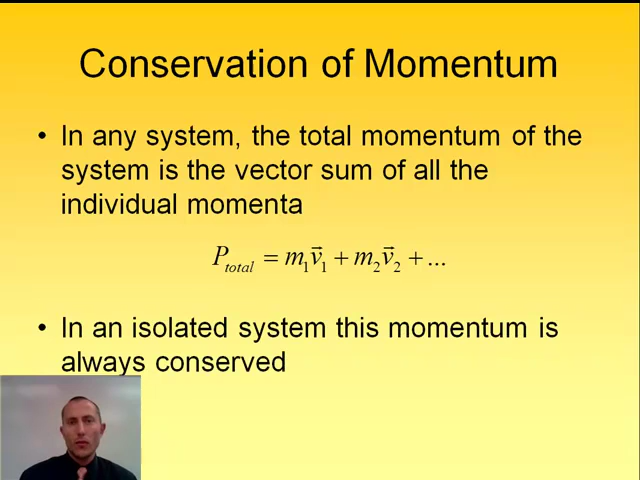 Conservation of Momentum
• In any system, the total momentum of the
system is the vector sum of all the
individual momenta
P_total = m₁v⃗₁ + m₂v⃗₂ + ...
• In an isolated system this momentum is
always conserved